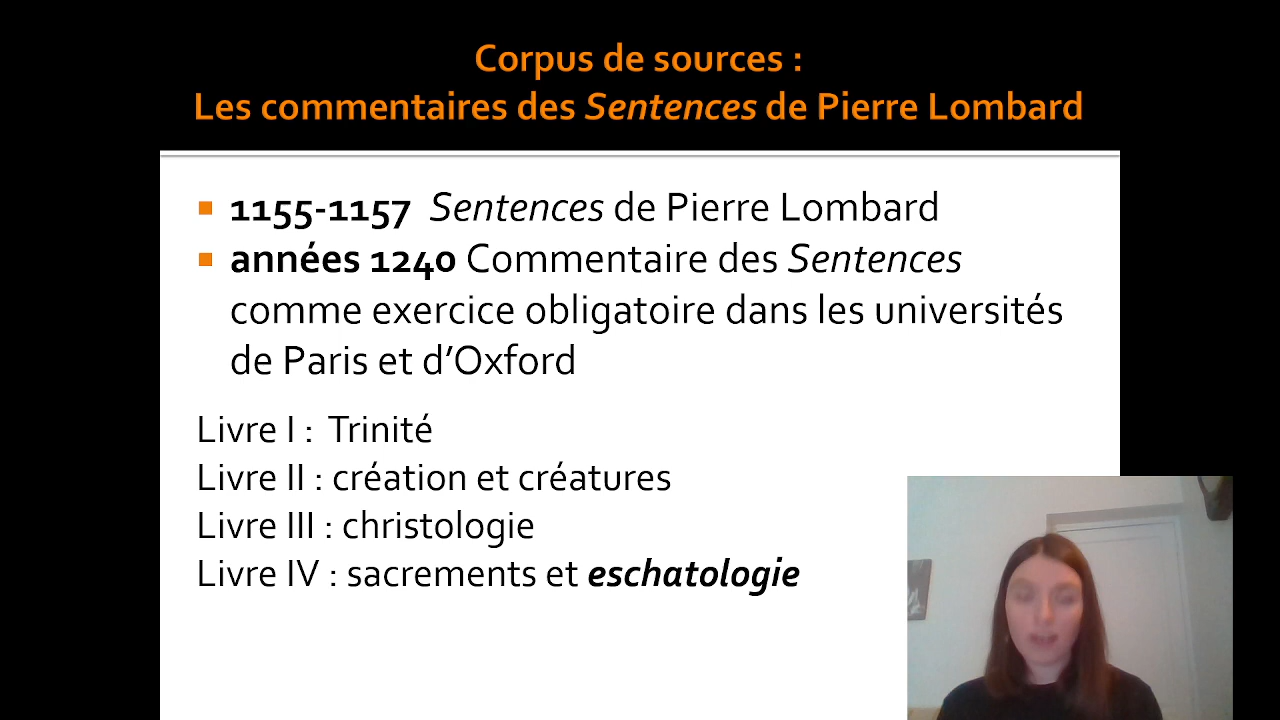 Corpus de sources :
Les commentaires des Sentences de Pierre Lombard
▪ 1155-1157 Sentences de Pierre Lombard
▪ années 1240 Commentaire des Sentences
comme exercice obligatoire dans les universités
de Paris et d’Oxford
Livre I : Trinité
Livre II : création et créatures
Livre III : christologie
Livre IV : sacrements et eschatologie